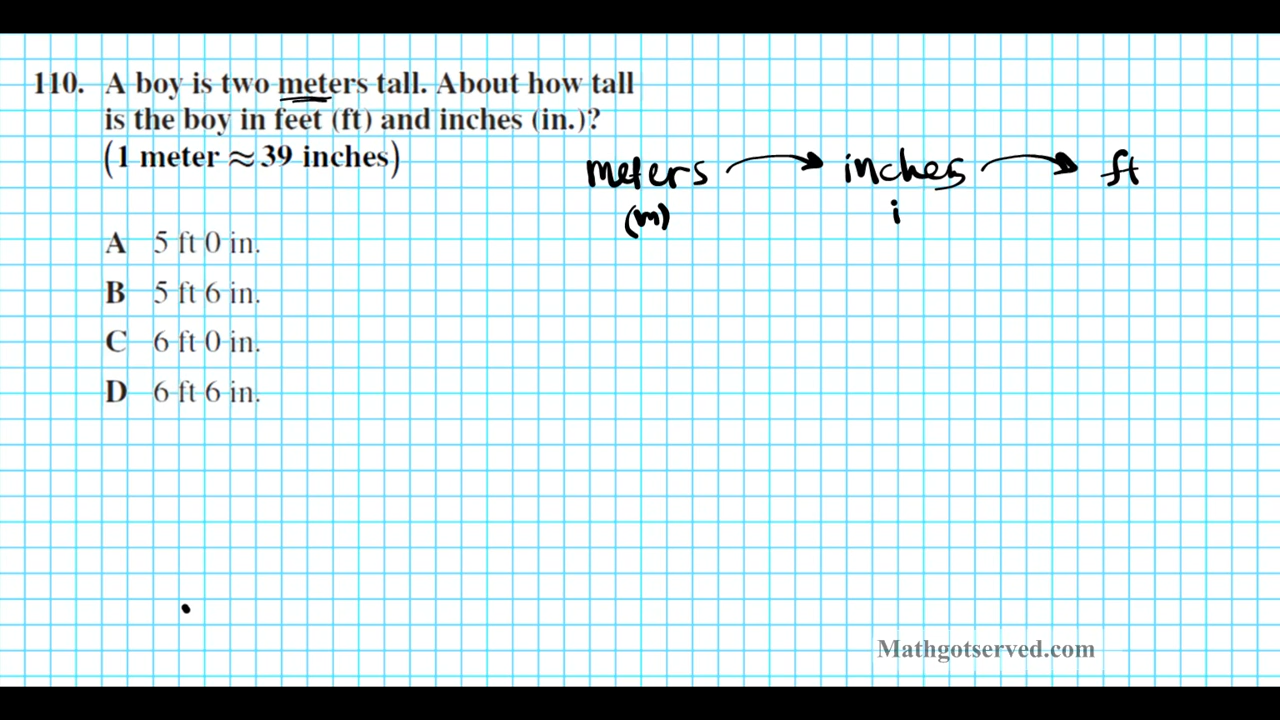 110. A boy is two meters tall. About how tall
is the boy in feet (ft) and inches (in.)?
(1 meter ≈ 39 inches)
meters → inches → ft
(m) i
A 5 ft 0 in.
B 5 ft 6 in.
C 6 ft 0 in.
D 6 ft 6 in.
Mathgotserved.com